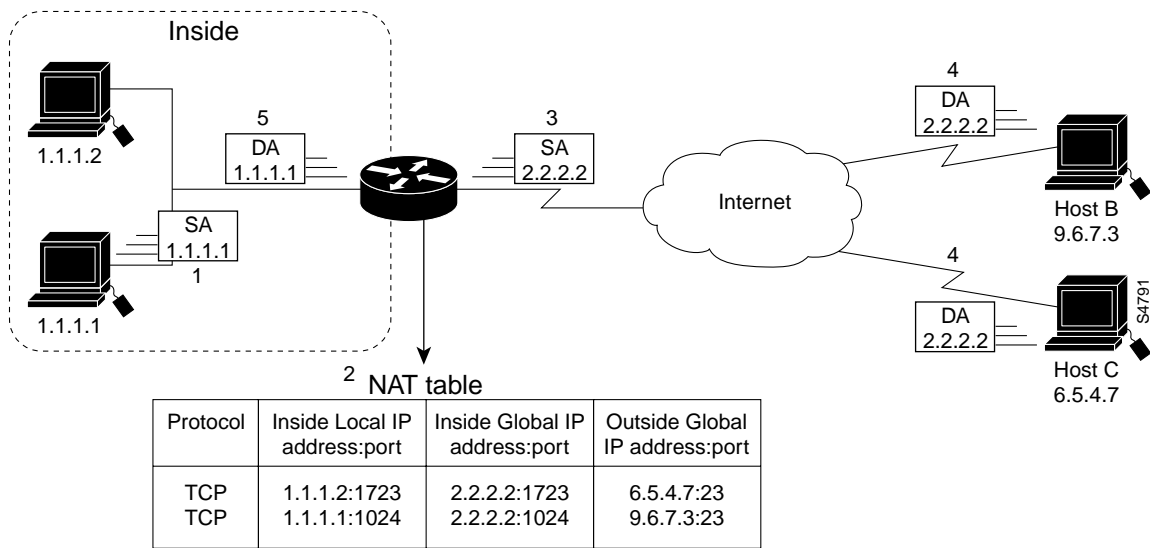 Inside
1.1.1.2
5
DA
1.1.1.1
3
SA
2.2.2.2
4
DA
2.2.2.2
SA
1.1.1.1
1
1.1.1.1
Internet
Host B
9.6.7.3
4
DA
2.2.2.2
S4791
Host C
6.5.4.7
2
NAT table
Protocol
Inside Local IP
address:port
Inside Global IP
address:port
Outside Global
IP address:port
TCP 1.1.1.2:1723 2.2.2.2:1723 6.5.4.7:23
TCP 1.1.1.1:1024 2.2.2.2:1024 9.6.7.3:23